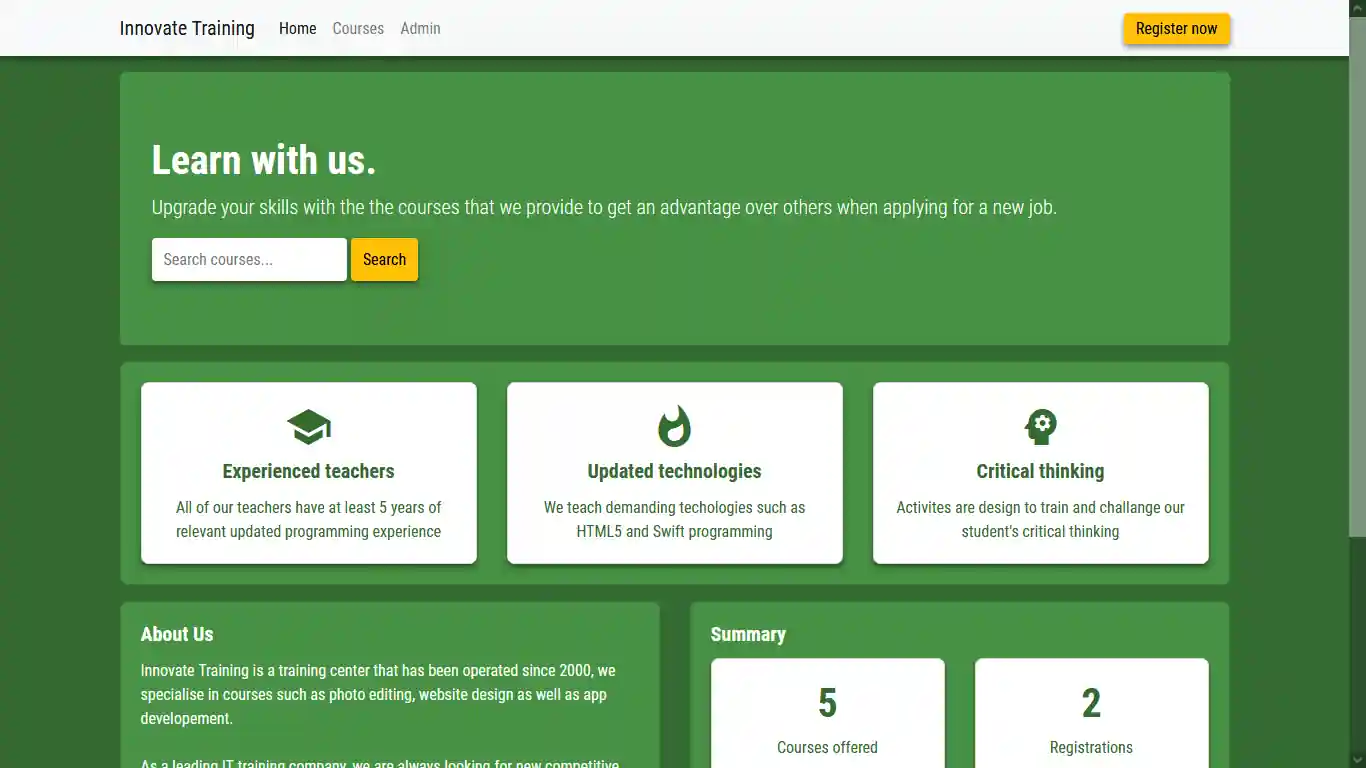 Innovate Training Home Courses Admin Register now
Learn with us.
Upgrade your skills with the the courses that we provide to get an advantage over others when applying for a new job.
Search courses... Search
Experienced teachers
All of our teachers have at least 5 years of
relevant updated programming experience
Updated technologies
We teach demanding techologies such as
HTML5 and Swift programming
Critical thinking
Activites are design to train and challange our
student's critical thinking
About Us
Innovate Training is a training center that has been operated since 2000, we
specialise in courses such as photo editing, website design as well as app
developement.
As a leading IT training company, we are always looking for new competitive
Summary
5
Courses offered
2
Registrations